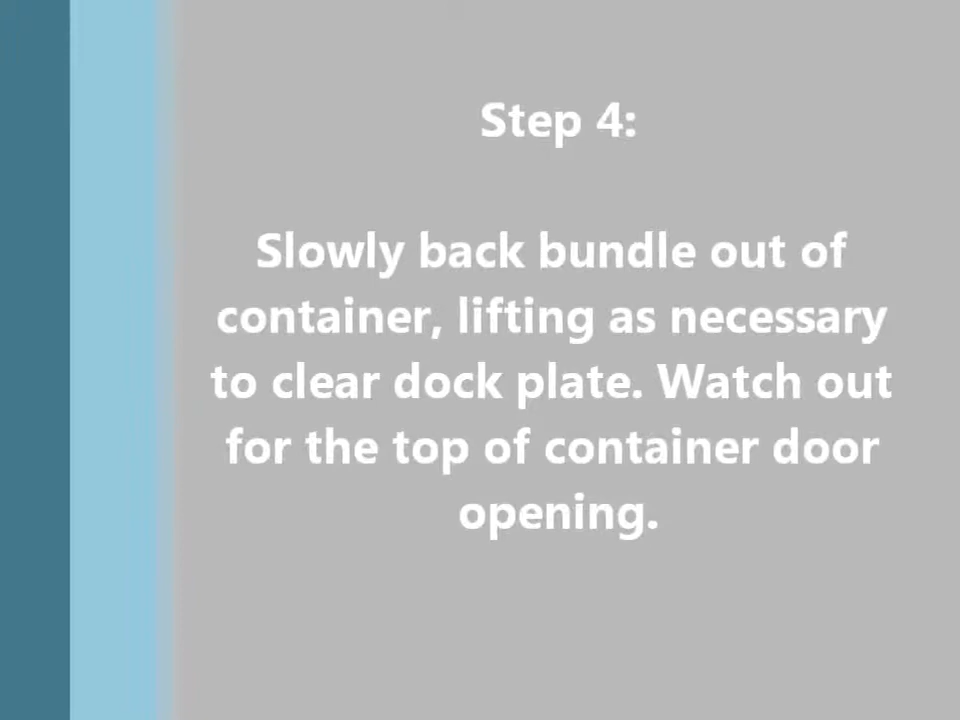 Step 4:
Slowly back bundle out of
container, lifting as necessary
to clear dock plate. Watch out
for the top of container door
opening.